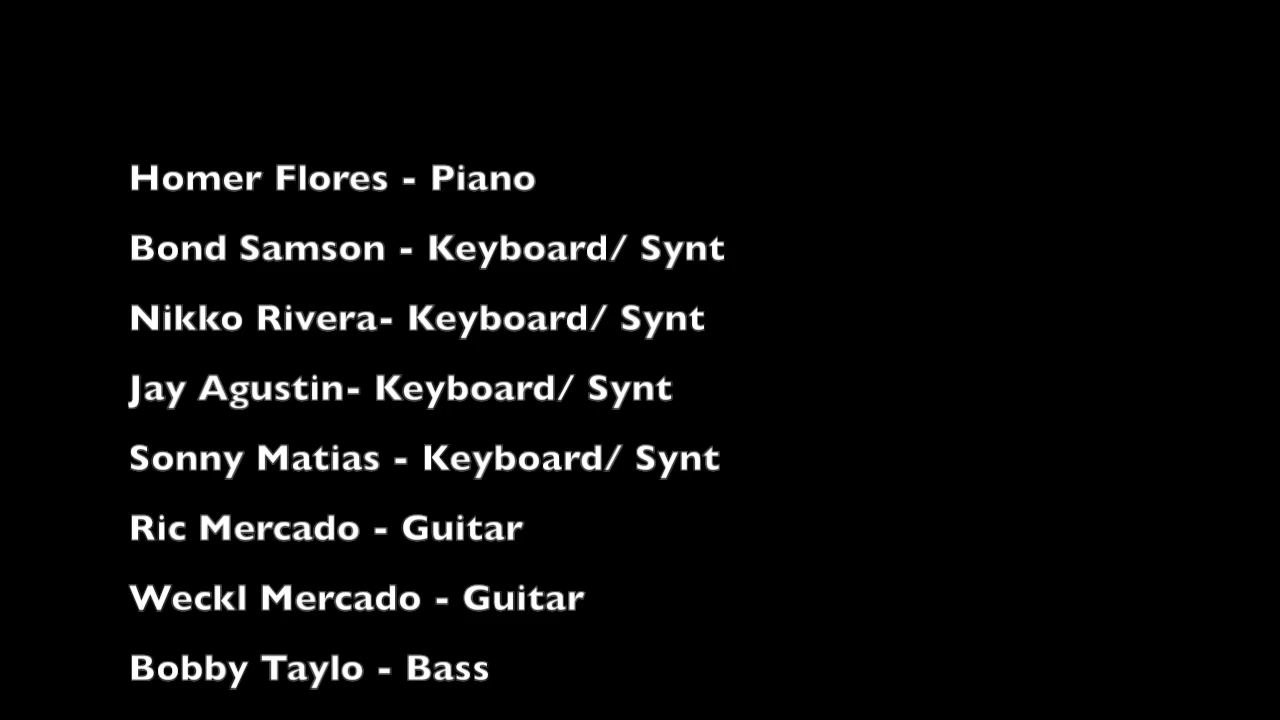 Homer Flores - Piano
Bond Samson - Keyboard/ Synt
Nikko Rivera- Keyboard/ Synt
Jay Agustin- Keyboard/ Synt
Sonny Matias - Keyboard/ Synt
Ric Mercado - Guitar
Weckl Mercado - Guitar
Bobby Taylo - Bass